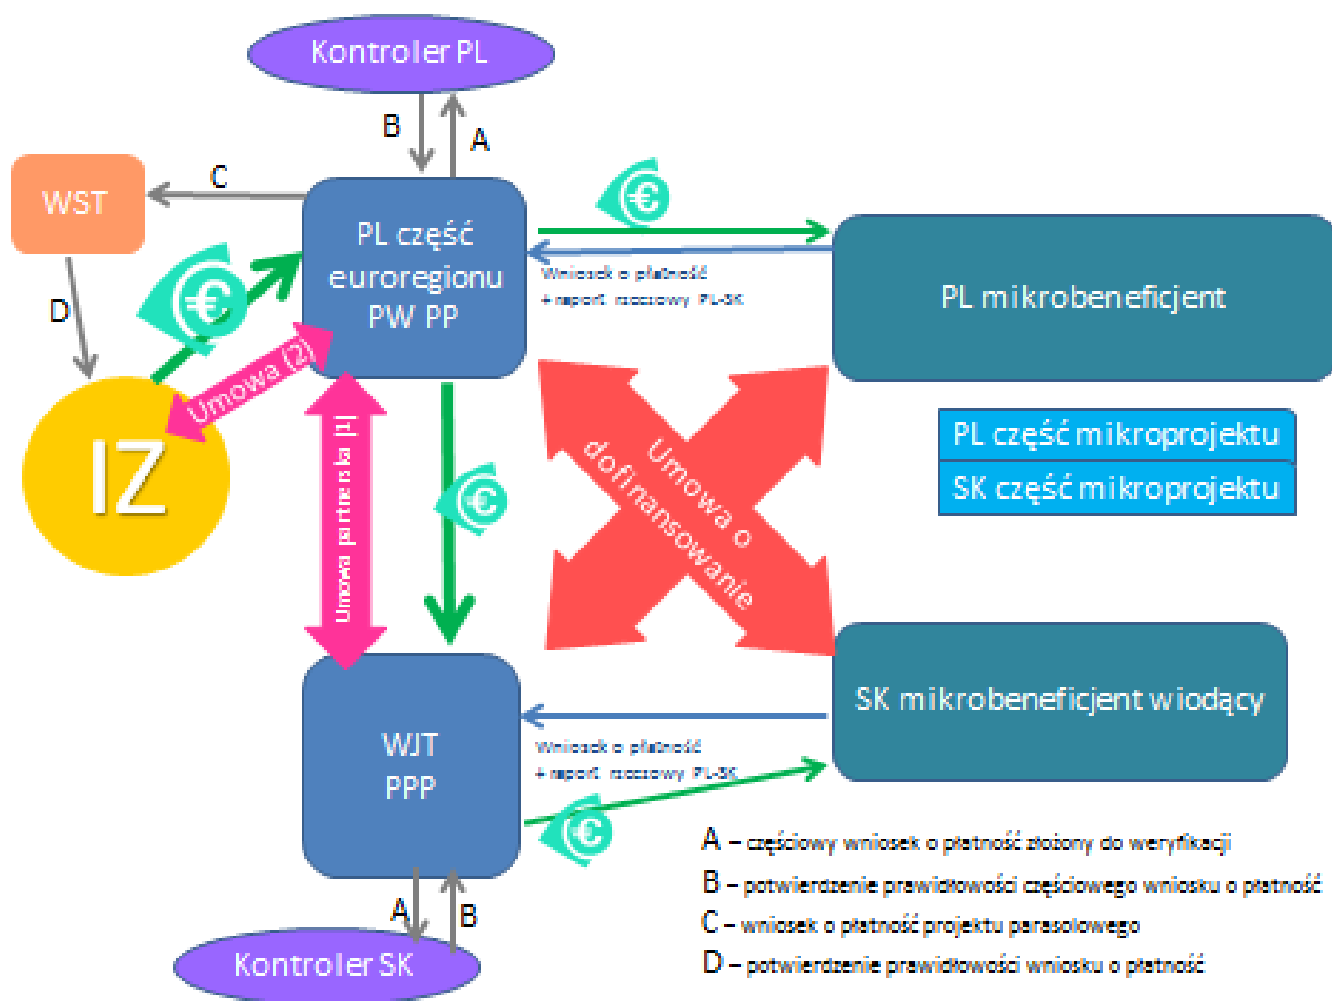 Kontroler PL
B
A
C
WST
PL część
euroregionu
PW PP
Wniosek o płatność
+ raport rzeczowy PL-SK
PL mikrobeneficjent
D
Umowa (2)
IZ
PL część mikroprojektu
SK część mikroprojektu
Umowa partnerska (1)
Umowa o
dofinansowanie
SK mikrobeneficjent wiodący
WJT
PPP
Wniosek o płatność
+ raport rzeczowy PL-SK
A – częściowy wniosek o płatność złożony do weryfikacji
B – potwierdzenie prawidłowości częściowego wniosku o płatność
C – wniosek o płatność projektu parasolowego
D – potwierdzenie prawidłowości wniosku o płatność
A
B
Kontroler SK